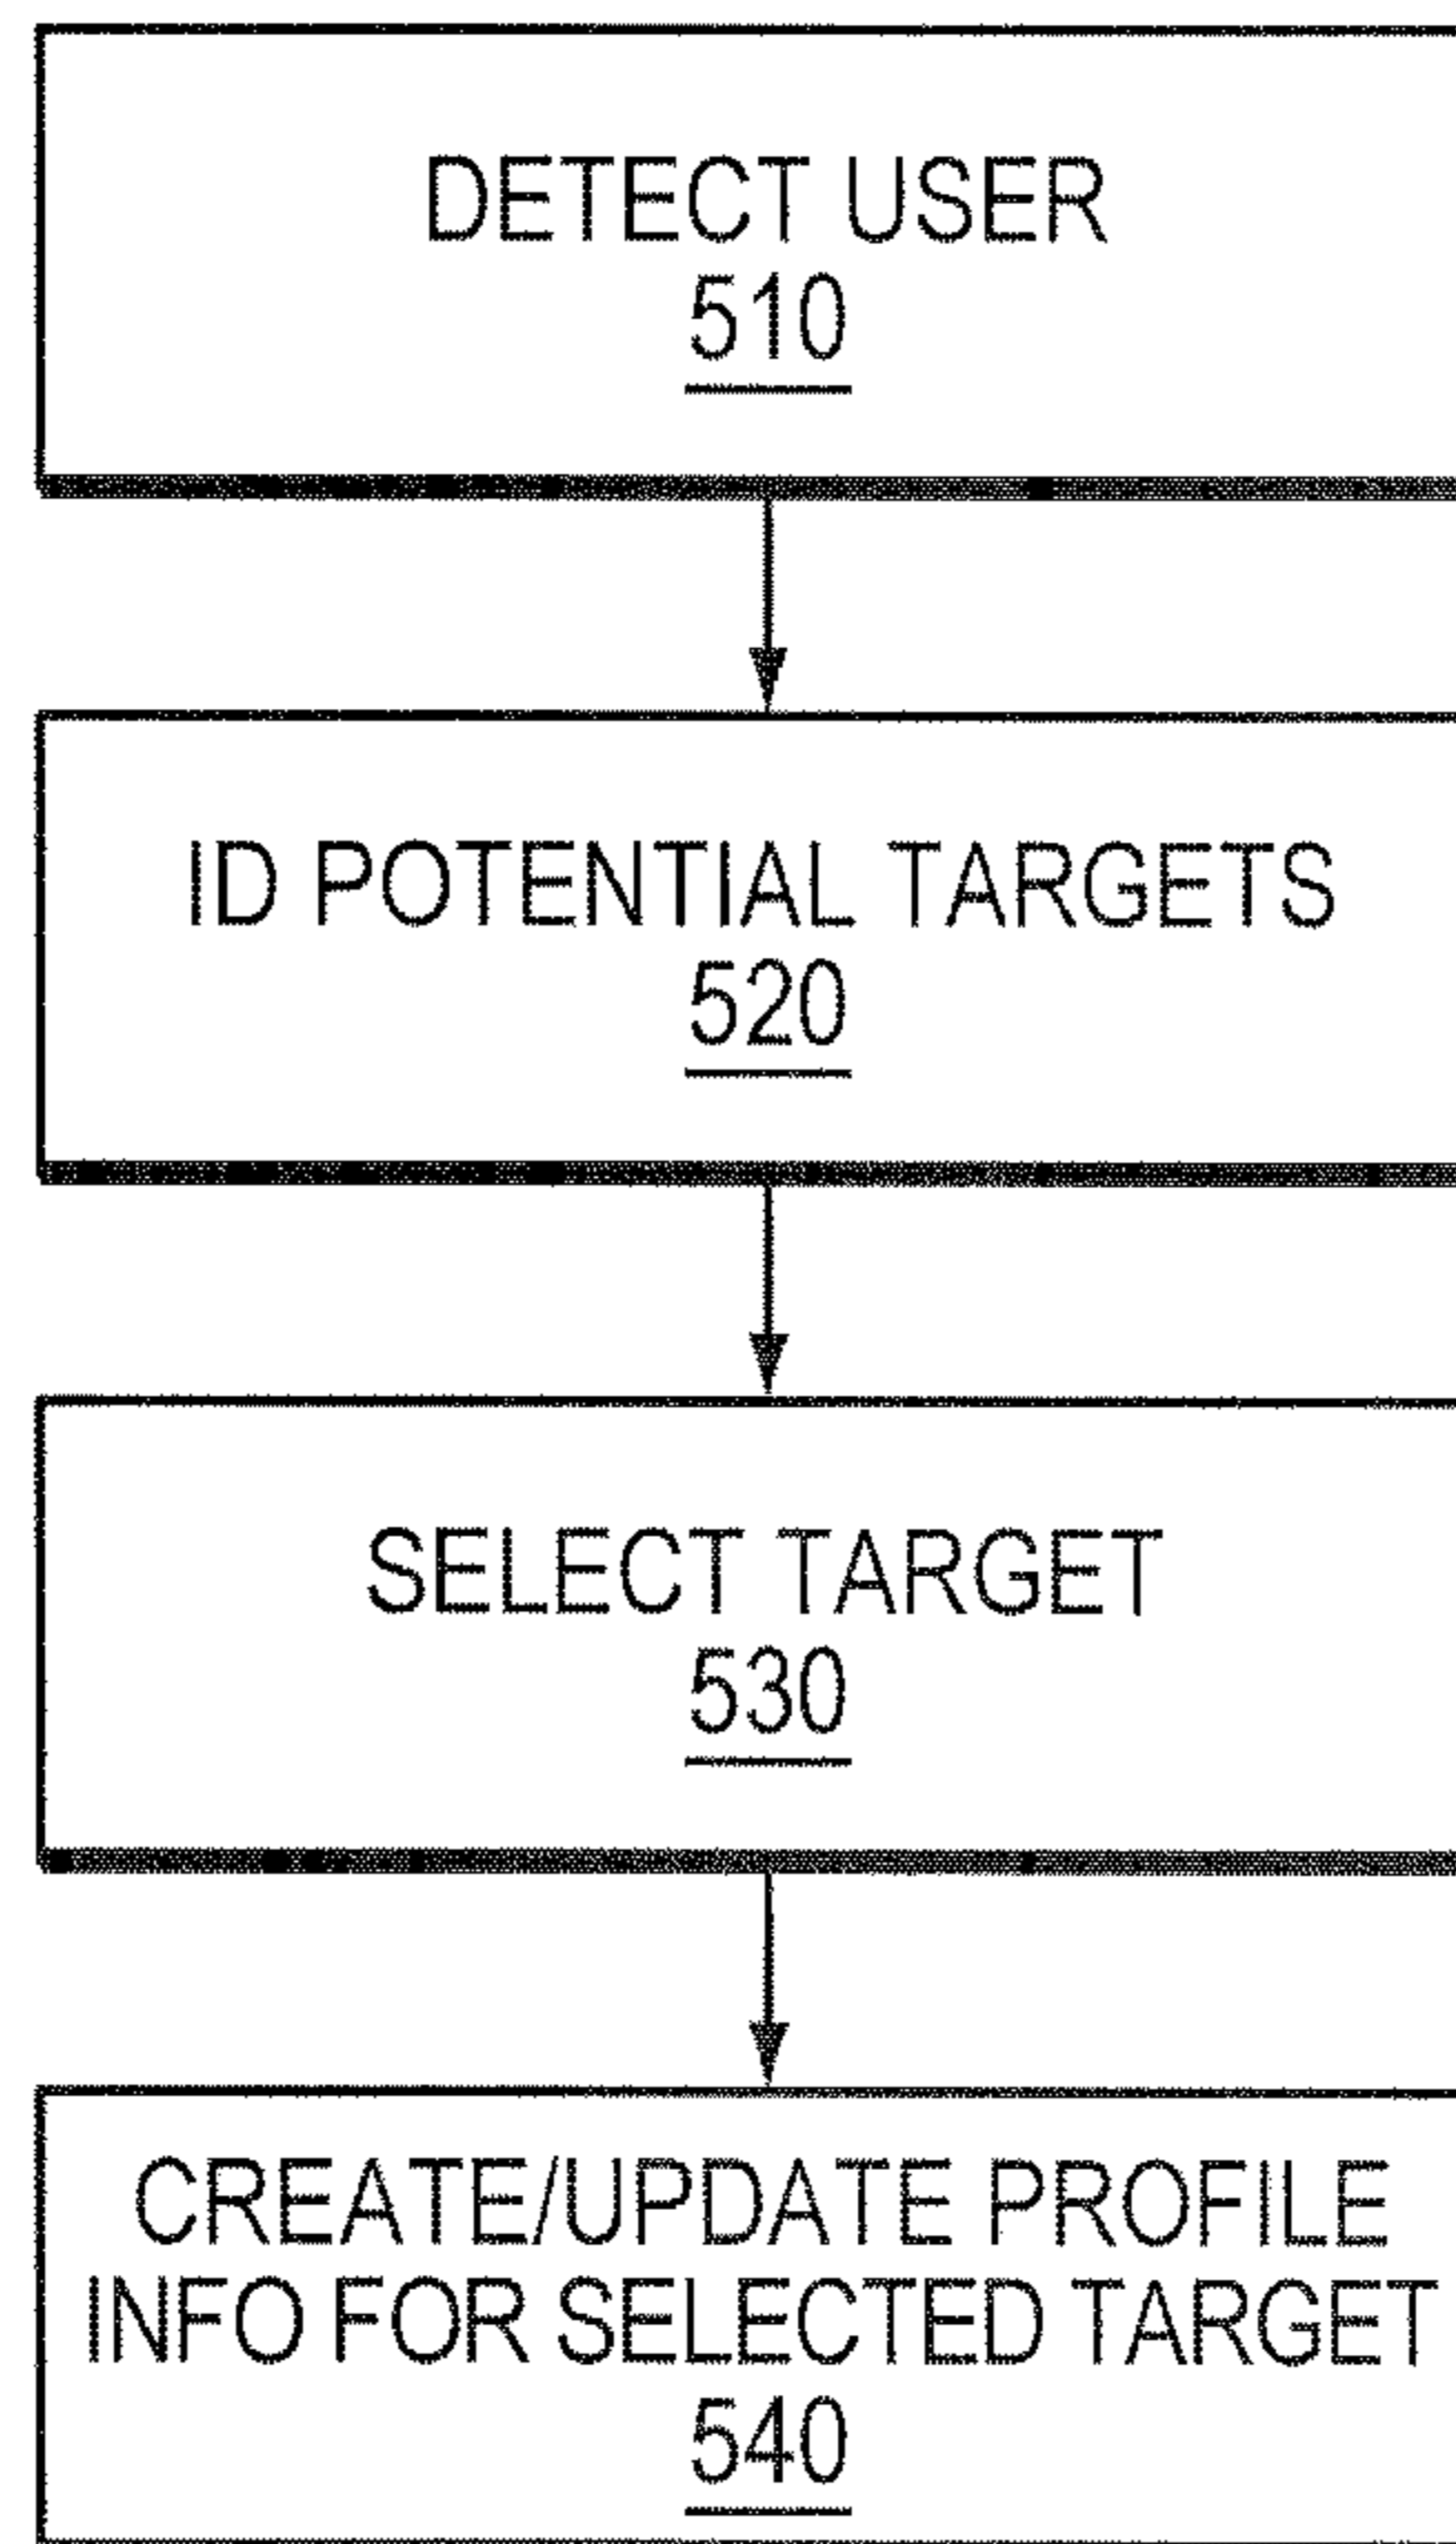 DETECT USER
510
ID POTENTIAL TARGETS
520
SELECT TARGET
530
CREATE/UPDATE PROFILE
INFO FOR SELECTED TARGET
540